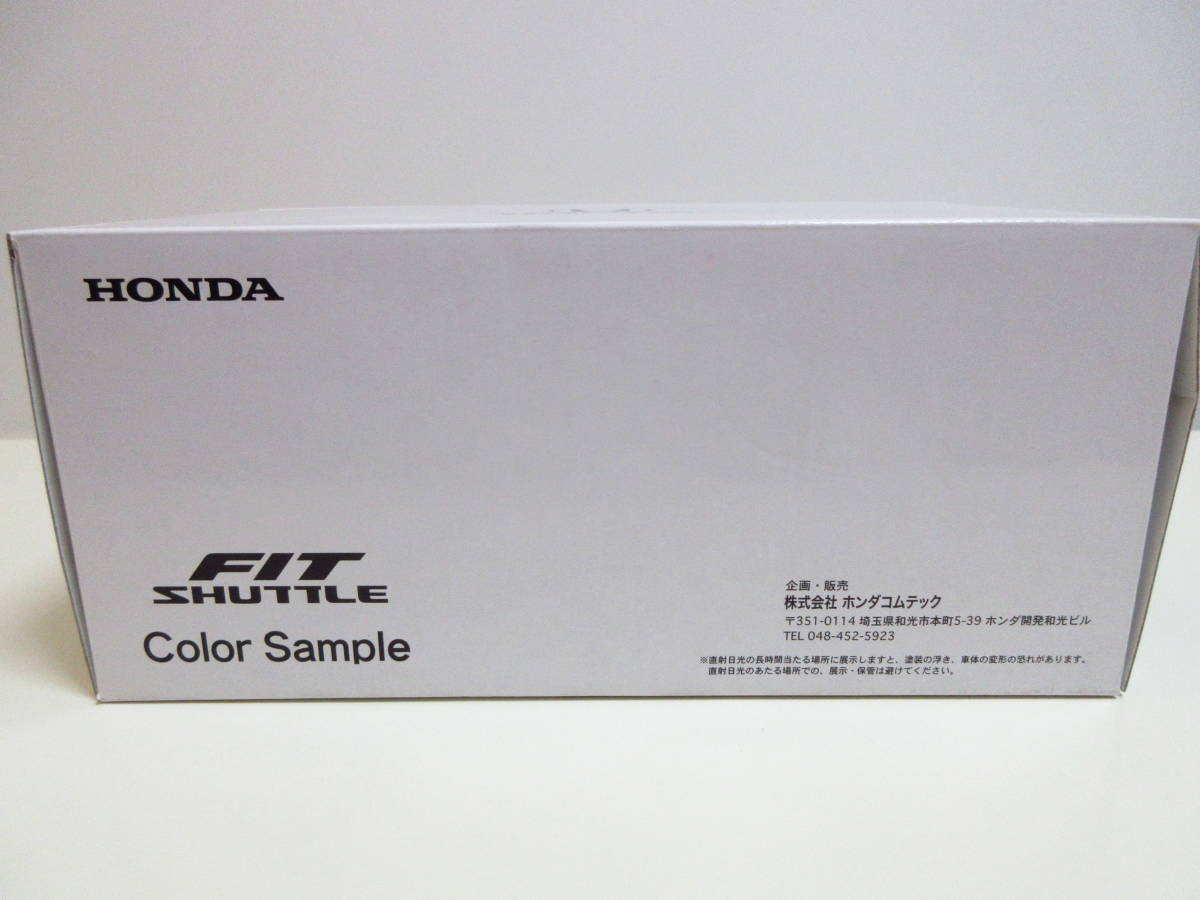 HONDA
FIT
SHUTTLE
Color Sample
企画・販売
株式会社 ホンダコムテック
〒351-0114 埼玉県和光市本町5-39 ホンダ開発和光ビル
TEL 048-452-5923
※直射日光の長時間当たる場所に展示しますと、塗装の浮き、車体の変形の恐れがあります。
直射日光のあたる場所での、展示・保管は避けてください。